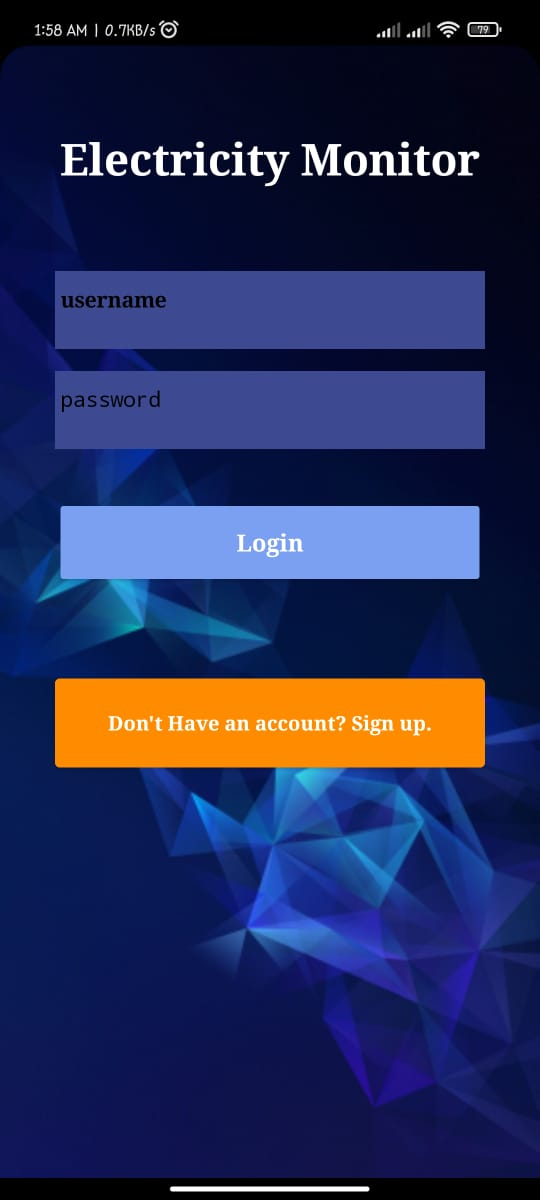 1:58 AM | 0.7KB/s
79
Electricity Monitor
username
password
Login
Don't Have an account? Sign up.